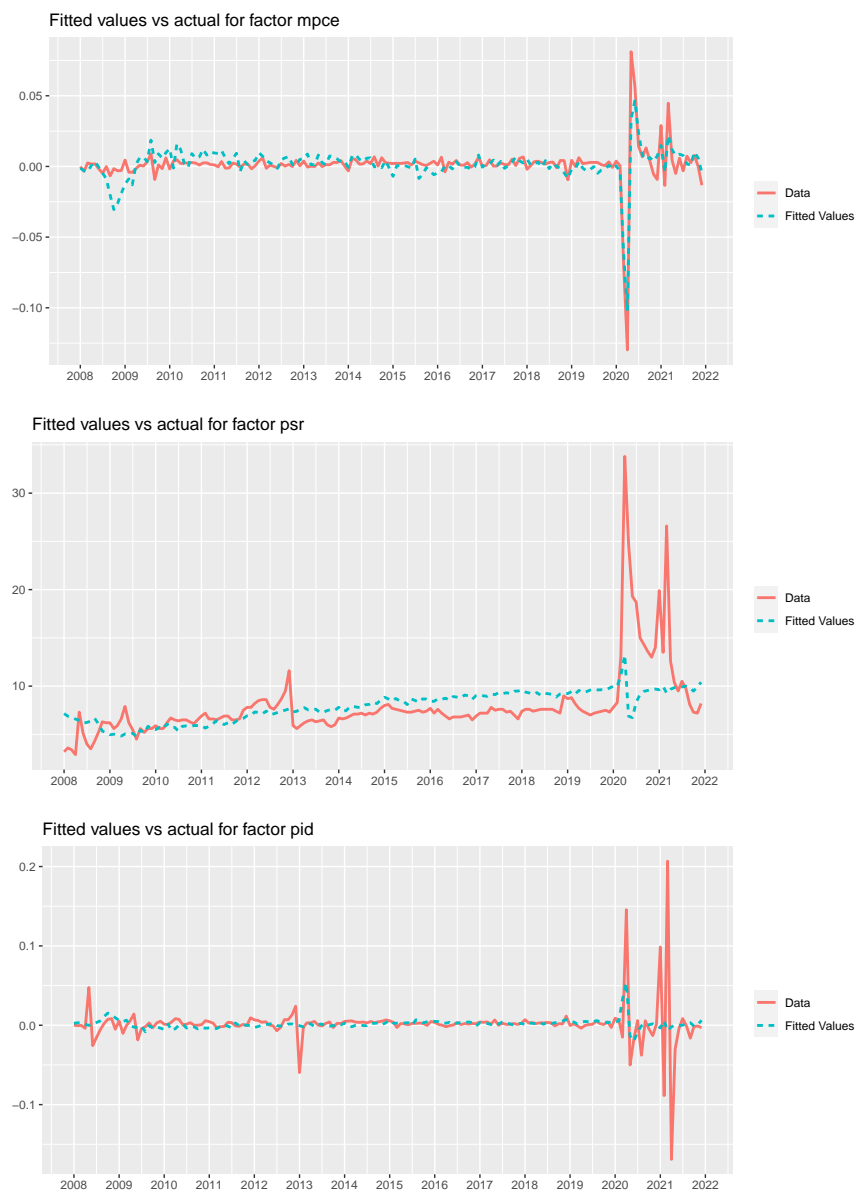 Fitted values vs actual for factor mpce
0.05
0.00
−0.05
−0.10
2008 2009 2010 2011 2012 2013 2014 2015 2016 2017 2018 2019 2020 2021 2022
Data
Fitted Values
Fitted values vs actual for factor psr
30
20
10
2008 2009 2010 2011 2012 2013 2014 2015 2016 2017 2018 2019 2020 2021 2022
Data
Fitted Values
Fitted values vs actual for factor pid
0.2
0.1
0.0
−0.1
2008 2009 2010 2011 2012 2013 2014 2015 2016 2017 2018 2019 2020 2021 2022
Data
Fitted Values